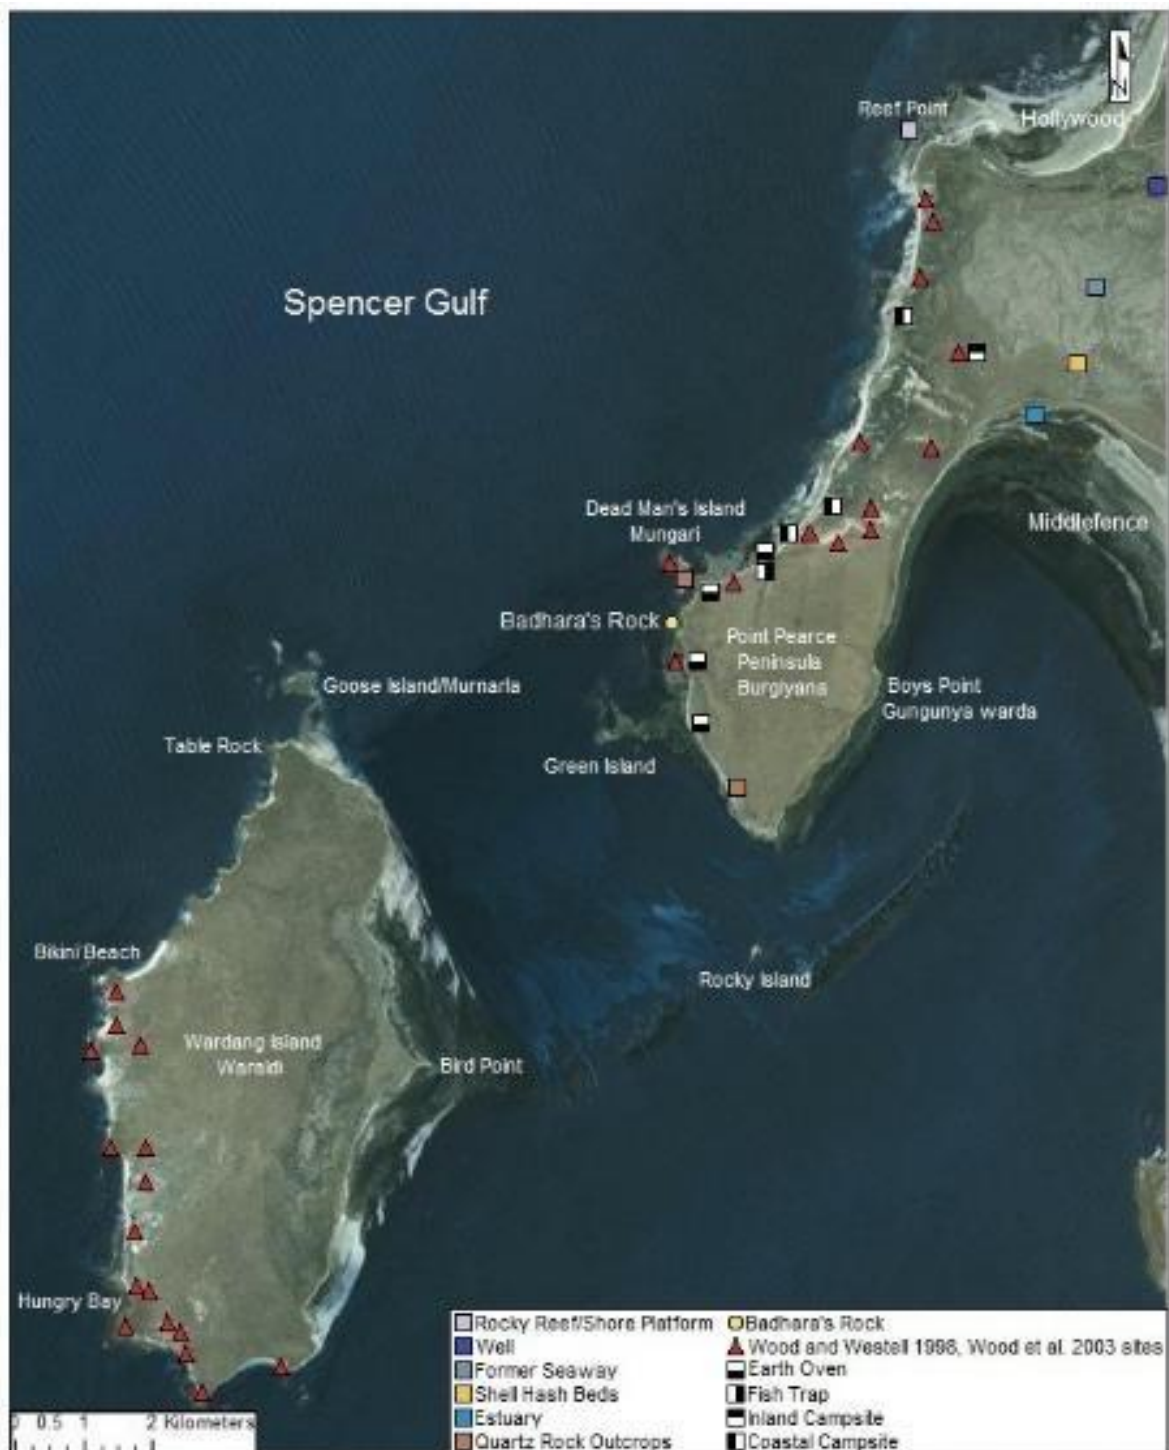 N
Reef Point
Hollywood
Spencer Gulf
Dead Man's Island
Mungari
Middlefence
Badhara's Rock
Point Pearce
Peninsula
Burgiyana
Goose Island/Murnarla
Boys Point
Gungunya warda
Table Rock
Green Island
Bikini Beach
Rocky Island
Wardang Island
Waraldi
Bird Point
Hungry Bay
Rocky Reef/Shore Platform
Well
Former Seaway
Shell Hash Beds
Estuary
Quartz Rock Outcrops
Badhara's Rock
Wood and Westell 1998, Wood et al. 2003 sites
Earth Oven
Fish Trap
Inland Campsite
Coastal Campsite
0 0.5 1 2 Kilometers